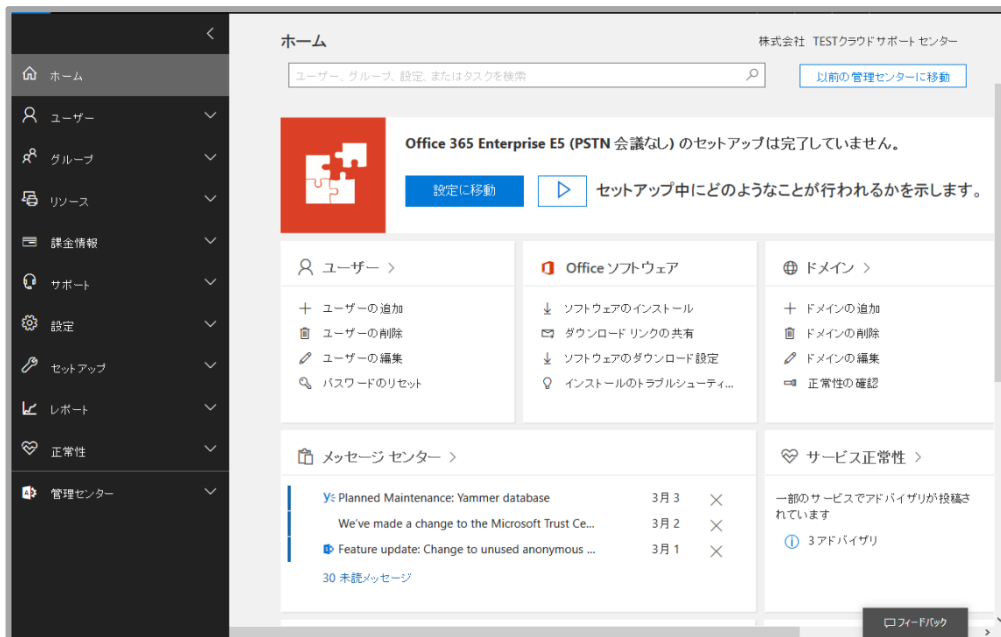 ホーム
株式会社 TESTクラウドサポートセンター
ユーザー、グループ、設定、またはタスクを検索
以前の管理センターに移動
ホーム
ユーザー
グループ
リソース
課金情報
サポート
設定
セットアップ
レポート
正常性
管理センター
Office 365 Enterprise E5 (PSTN 会議なし) のセットアップは完了していません。
設定に移動
セットアップ中にどのようなことが行われるかを示します。
ユーザー
ユーザーの追加
ユーザーの削除
ユーザーの編集
パスワードのリセット
Office ソフトウェア
ソフトウェアのインストール
ダウンロード リンクの共有
ソフトウェアのダウンロード設定
インストールのトラブルシューティ...
ドメイン
ドメインの追加
ドメインの削除
ドメインの編集
正常性の確認
メッセージ センター
Planned Maintenance: Yammer database 3月 3
We've made a change to the Microsoft Trust Ce... 3月 2
Feature update: Change to unused anonymous ... 3月 1
30 未読メッセージ
サービス正常性
一部のサービスでアドバイザリが投稿さ
れています
3 アドバイザリ
フィードバック